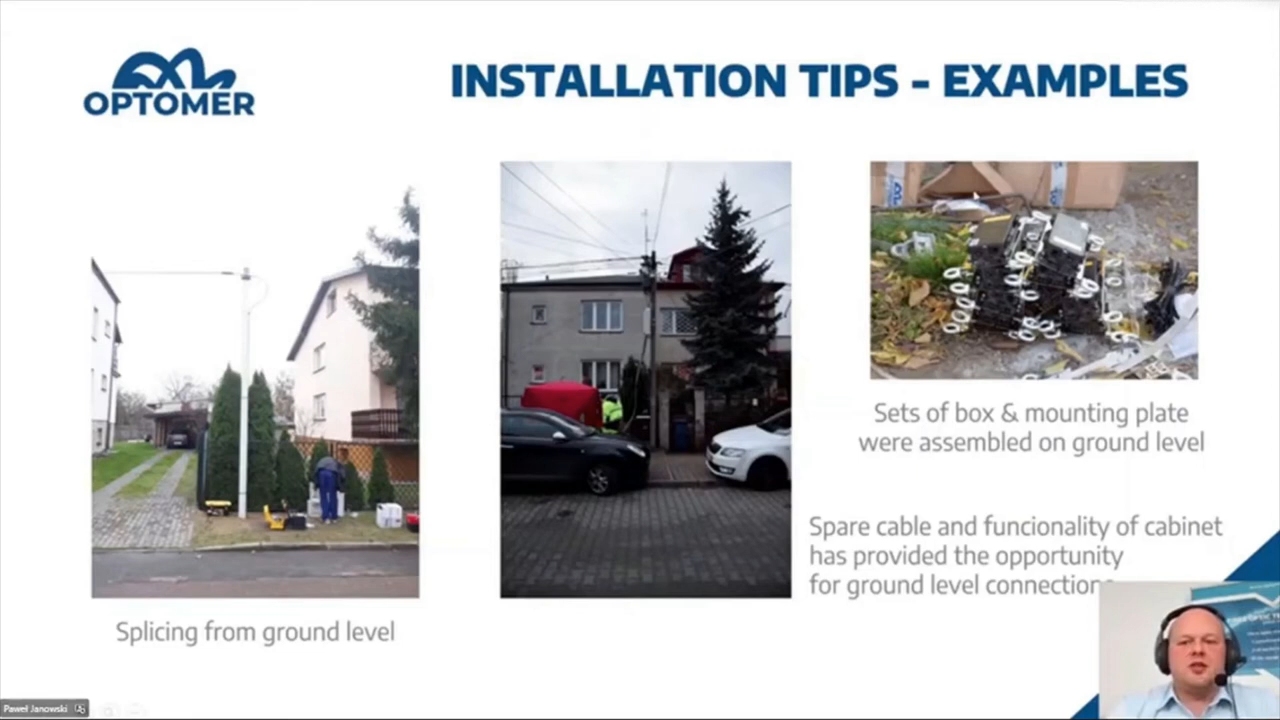 OPTOMER
INSTALLATION TIPS - EXAMPLES
Sets of box & mounting plate
were assembled on ground level
Spare cable and funcionality of cabinet
has provided the opportunity
for ground level connections
Splicing from ground level
Paweł Janowski